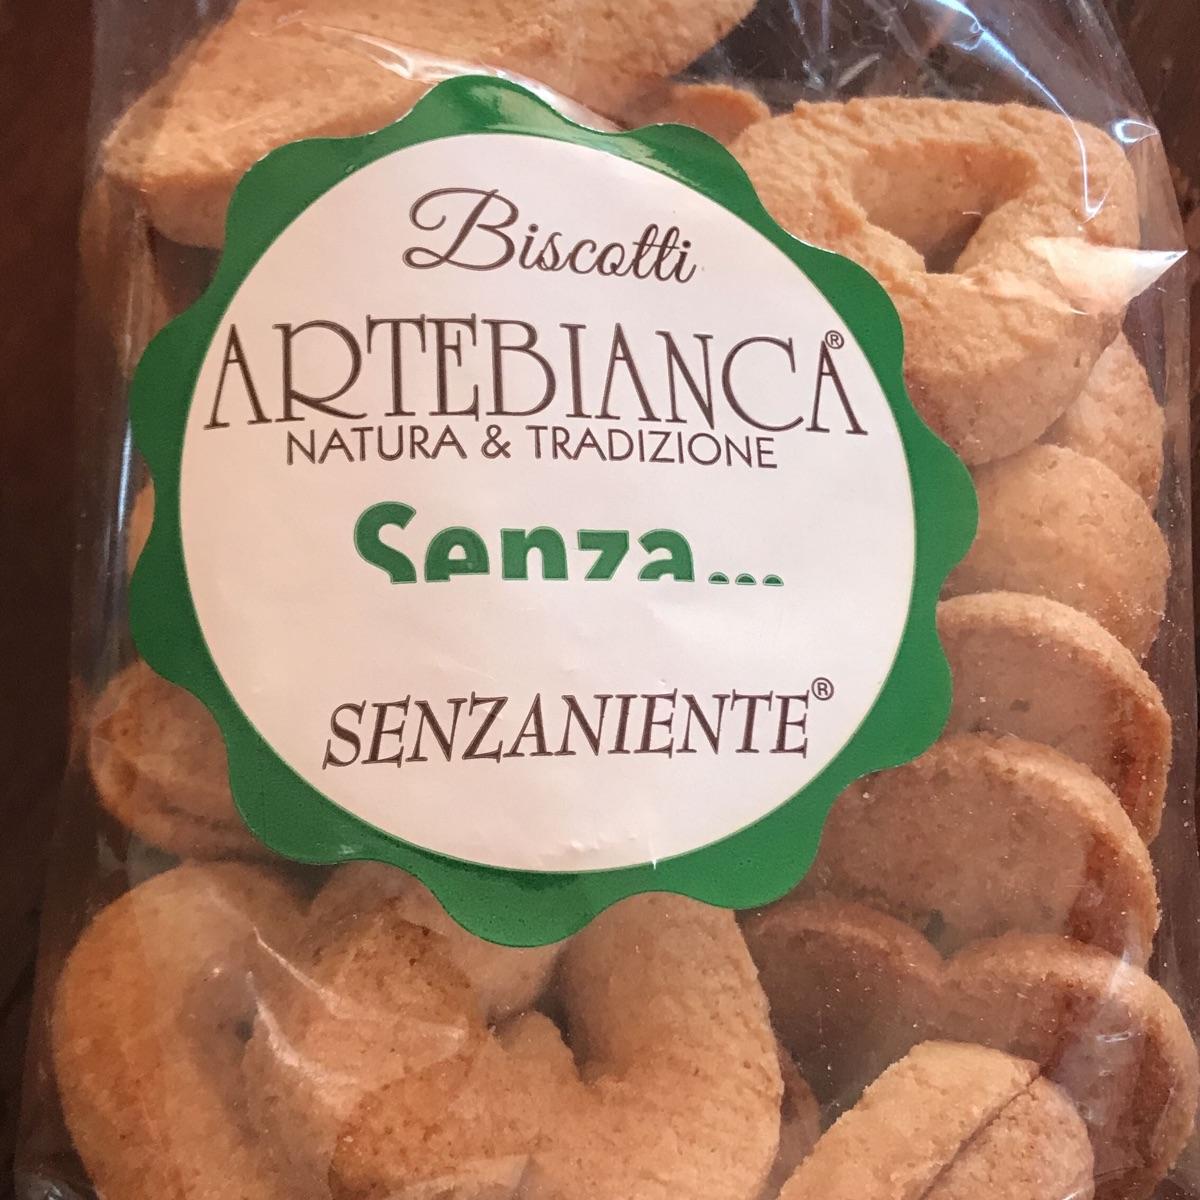 Biscotti
ARTEBIANCA®
NATURA & TRADIZIONE
Senza...
SENZANIENTE®